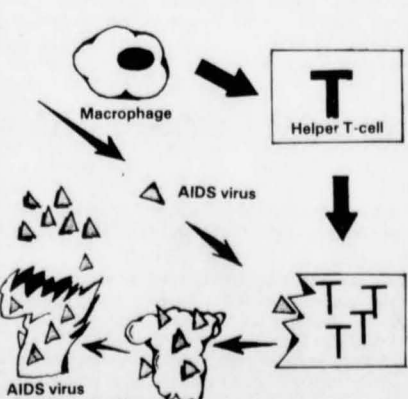 Macrophage
T
Helper T-cell
AIDS virus
T T
T T
AIDS virus